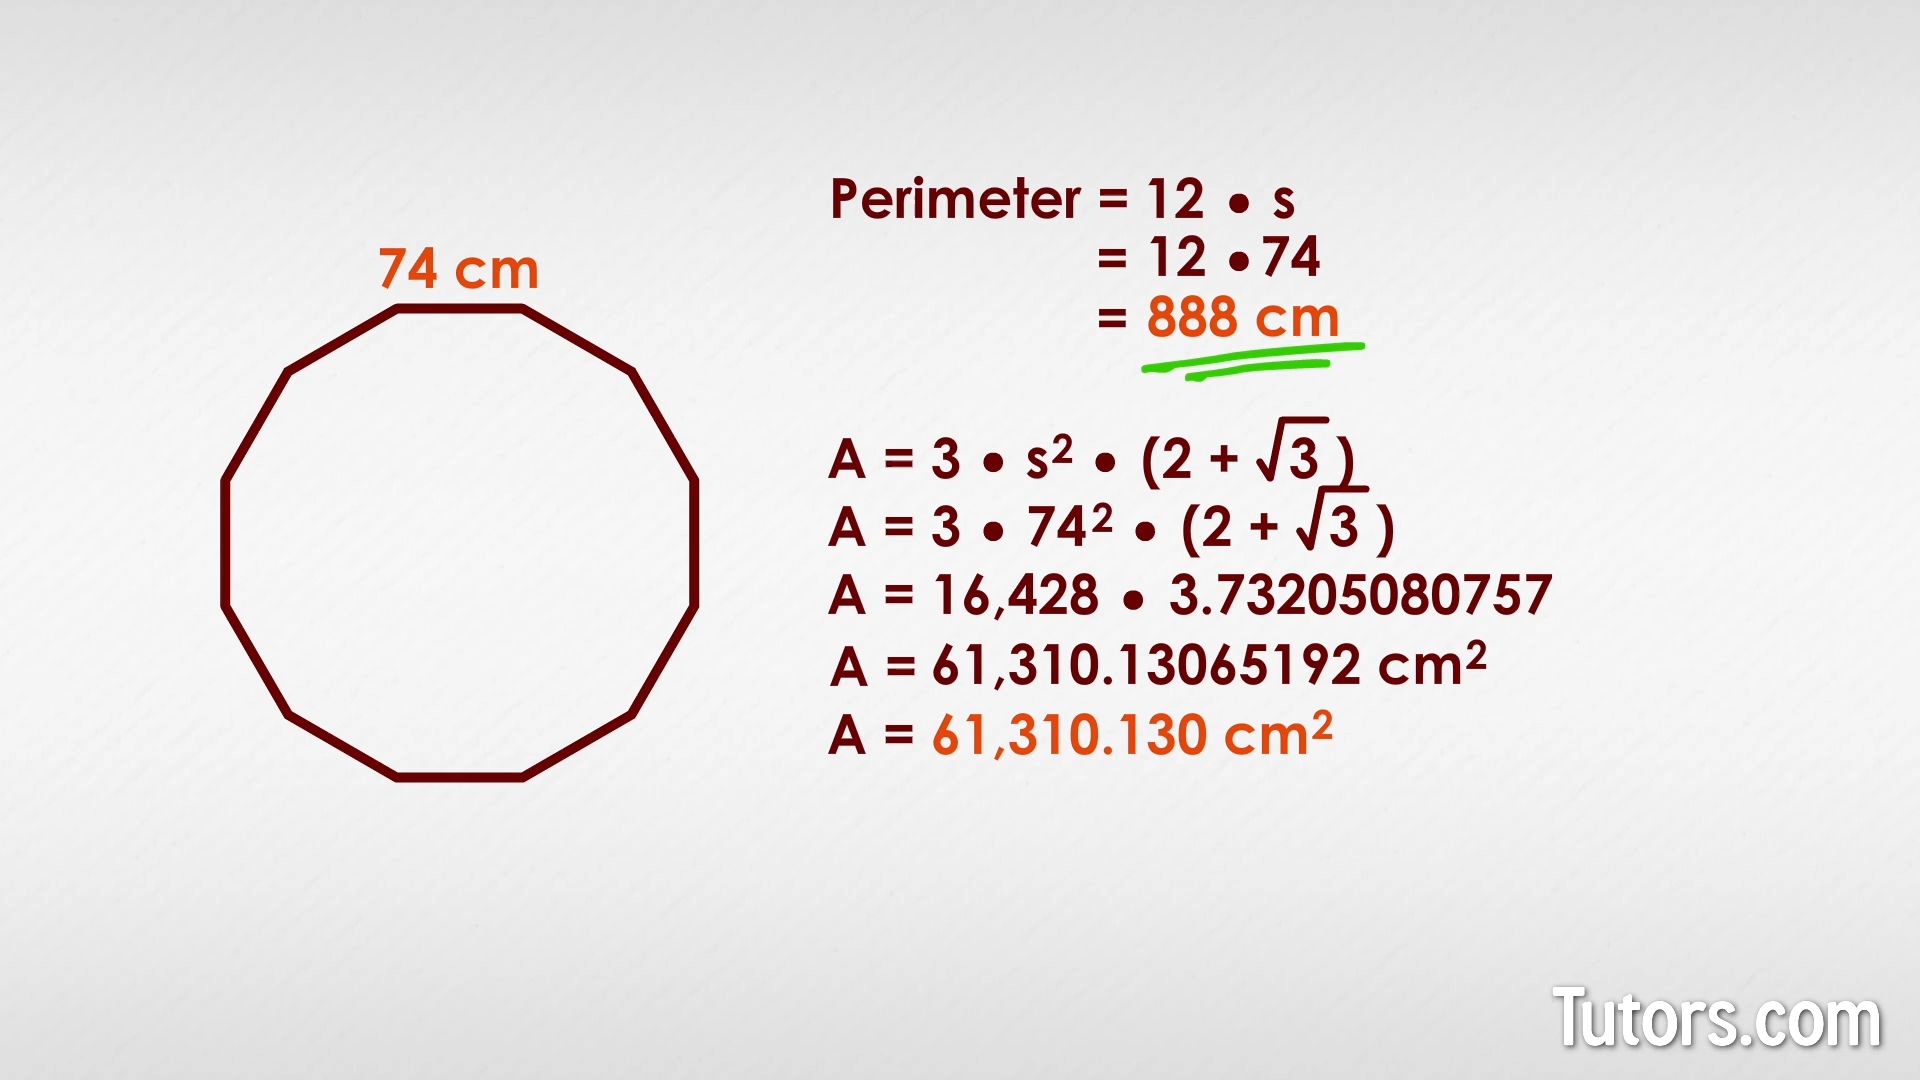 74 cm
Perimeter = 12 • s
= 12 • 74
= 888 cm
A = 3 • s² • (2 + √3)
A = 3 • 74² • (2 + √3)
A = 16,428 • 3.73205080757
A = 61,310.13065192 cm²
A = 61,310.130 cm²
Tutors.com